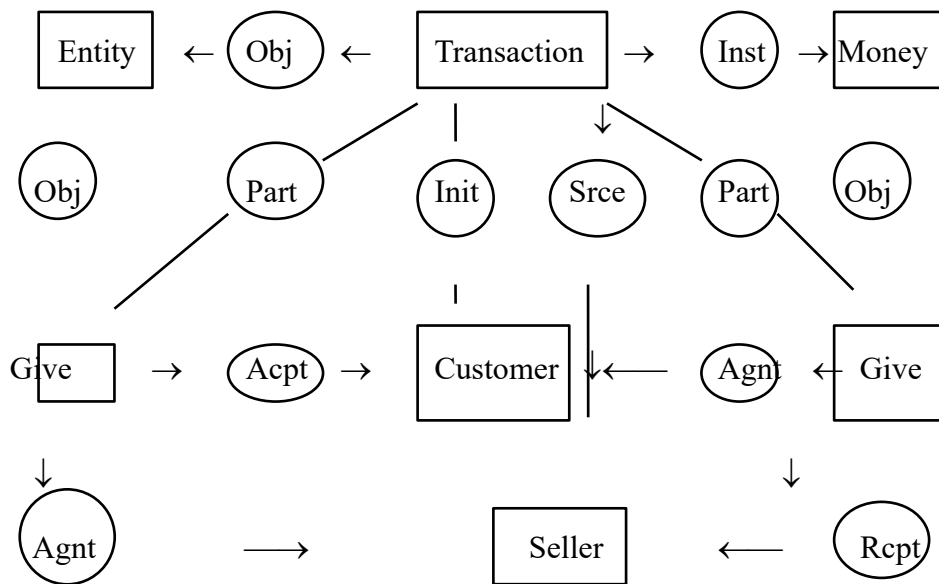 Entity ← Obj ← Transaction → Inst → Money
↓
Obj Part Init Srce Part Obj
Give → Acpt → Customer ↓ ← Agnt ← Give
↓ ↓
Agnt → Seller ← Rcpt